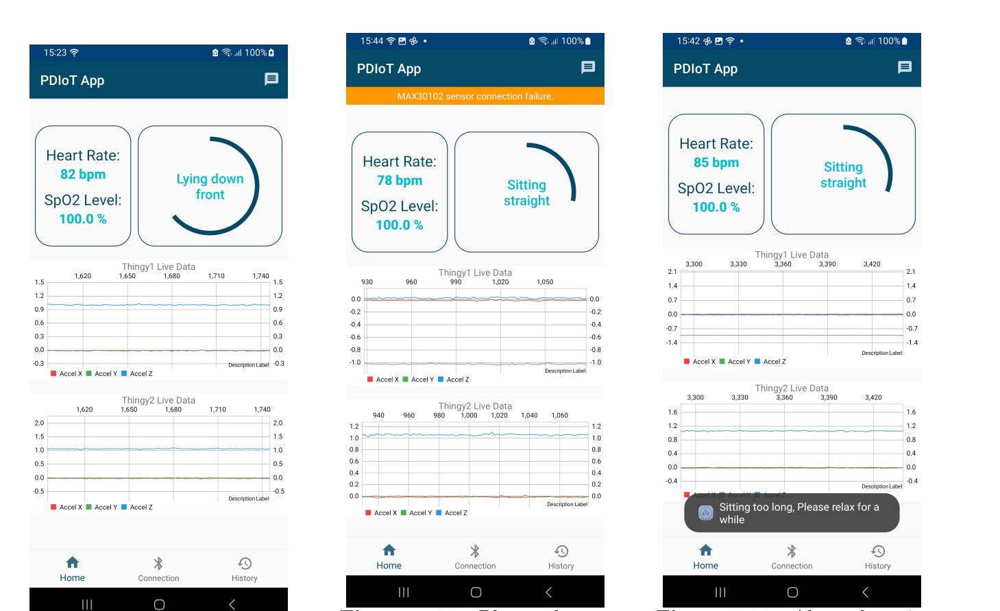 15:23 100%
PDIoT App
Heart Rate:
82 bpm
SpO2 Level:
100.0 %
Lying down
front
Thingy1 Live Data
1,620 1,650 1,680 1,710 1,740
1.5 1.5
1.2 1.2
0.9 0.9
0.6 0.6
0.3 0.3
0.0 0.0
-0.3 Description Label -0.3
Accel X Accel Y Accel Z
Thingy2 Live Data
1,620 1,650 1,680 1,710 1,740
2.0 2.0
1.5 1.5
1.0 1.0
0.5 0.5
0.0 0.0
-0.5 -0.5
Description Label
Accel X Accel Y Accel Z
Home Connection History
15:44 100%
PDIoT App
MAX30102 sensor connection failure.
Heart Rate:
78 bpm
SpO2 Level:
100.0 %
Sitting
straight
Thingy1 Live Data
930 960 990 1,020 1,050
0.0 0.0
-0.2 -0.2
-0.4 -0.4
-0.6 -0.6
-0.8 -0.8
-1.0 -1.0
Description Label
Accel X Accel Y Accel Z
Thingy2 Live Data
940 960 980 1,000 1,020 1,040 1,060
1.2 1.2
1.0 1.0
0.8 0.8
0.6 0.6
0.4 0.4
0.2 0.2
0.0 0.0
Description Label
Accel X Accel Y Accel Z
Home Connection History
15:42 100%
PDIoT App
Heart Rate:
85 bpm
SpO2 Level:
100.0 %
Sitting
straight
Thingy1 Live Data
3,300 3,330 3,360 3,390 3,420
2.1 2.1
1.4 1.4
0.7 0.7
0.0 0.0
-0.7 -0.7
-1.4 -1.4
Description Label
Accel X Accel Y Accel Z
Thingy2 Live Data
3,300 3,330 3,360 3,390 3,420
1.6 1.6
1.2 1.2
0.8 0.8
0.4 0.4
0.0 0.0
-0.4 -0.4
Description Label
Sitting too long, Please relax for a
while
Home Connection History